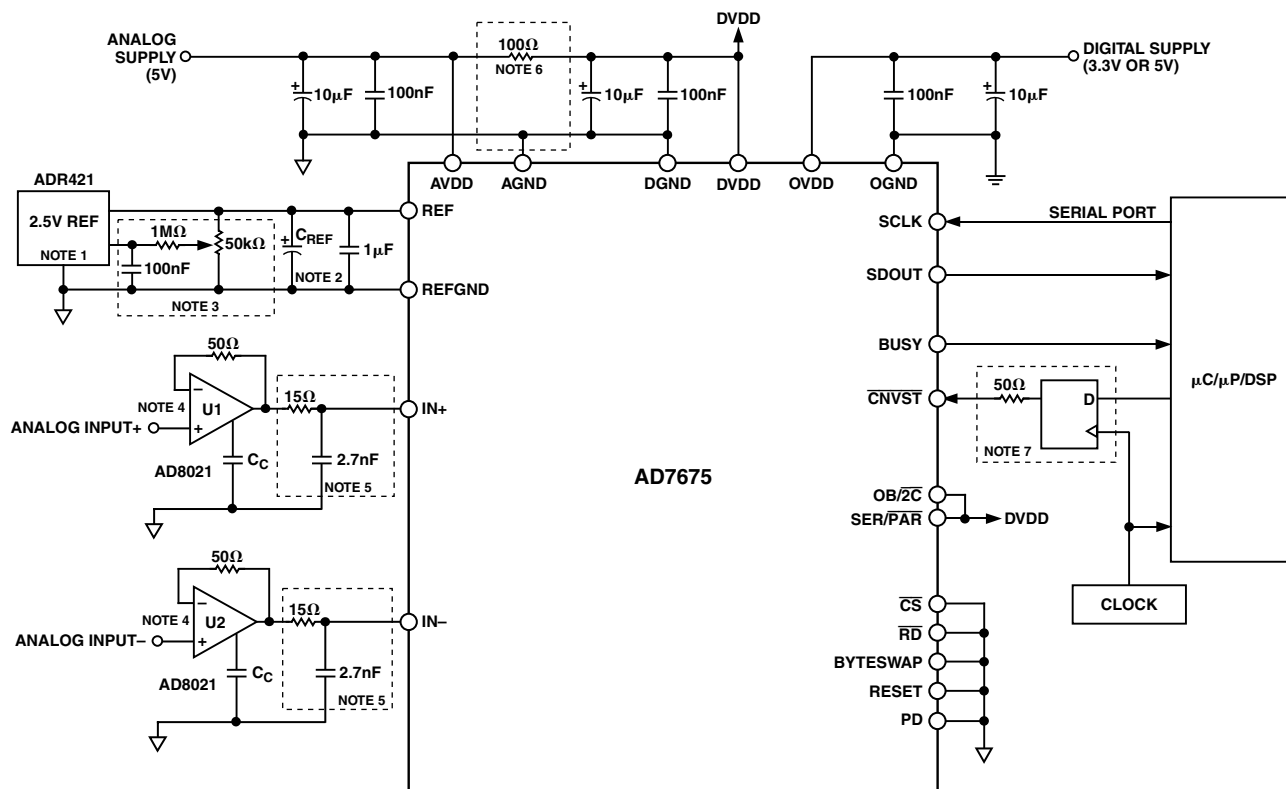 ANALOG
SUPPLY
(5V)
100Ω
NOTE 6
DVDD
DIGITAL SUPPLY
(3.3V OR 5V)
+
10μF
100nF
+
10μF
100nF
100nF
+
10μF
AVDD
AGND
DGND
DVDD
OVDD
OGND
ADR421
2.5V REF
NOTE 1
1MΩ
50kΩ
100nF
NOTE 3
+
CREF
NOTE 2
1μF
REF
REFGND
SCLK
SERIAL PORT
SDOUT
BUSY
CNVST
50Ω
D
NOTE 7
μC/μP/DSP
50Ω
–
NOTE 4
U1
+
ANALOG INPUT+
AD8021
CC
15Ω
2.7nF
NOTE 5
IN+
AD7675
OB/2C
SER/PAR
DVDD
50Ω
–
NOTE 4
U2
+
ANALOG INPUT–
AD8021
CC
15Ω
2.7nF
NOTE 5
IN–
CLOCK
CS
RD
BYTESWAP
RESET
PD